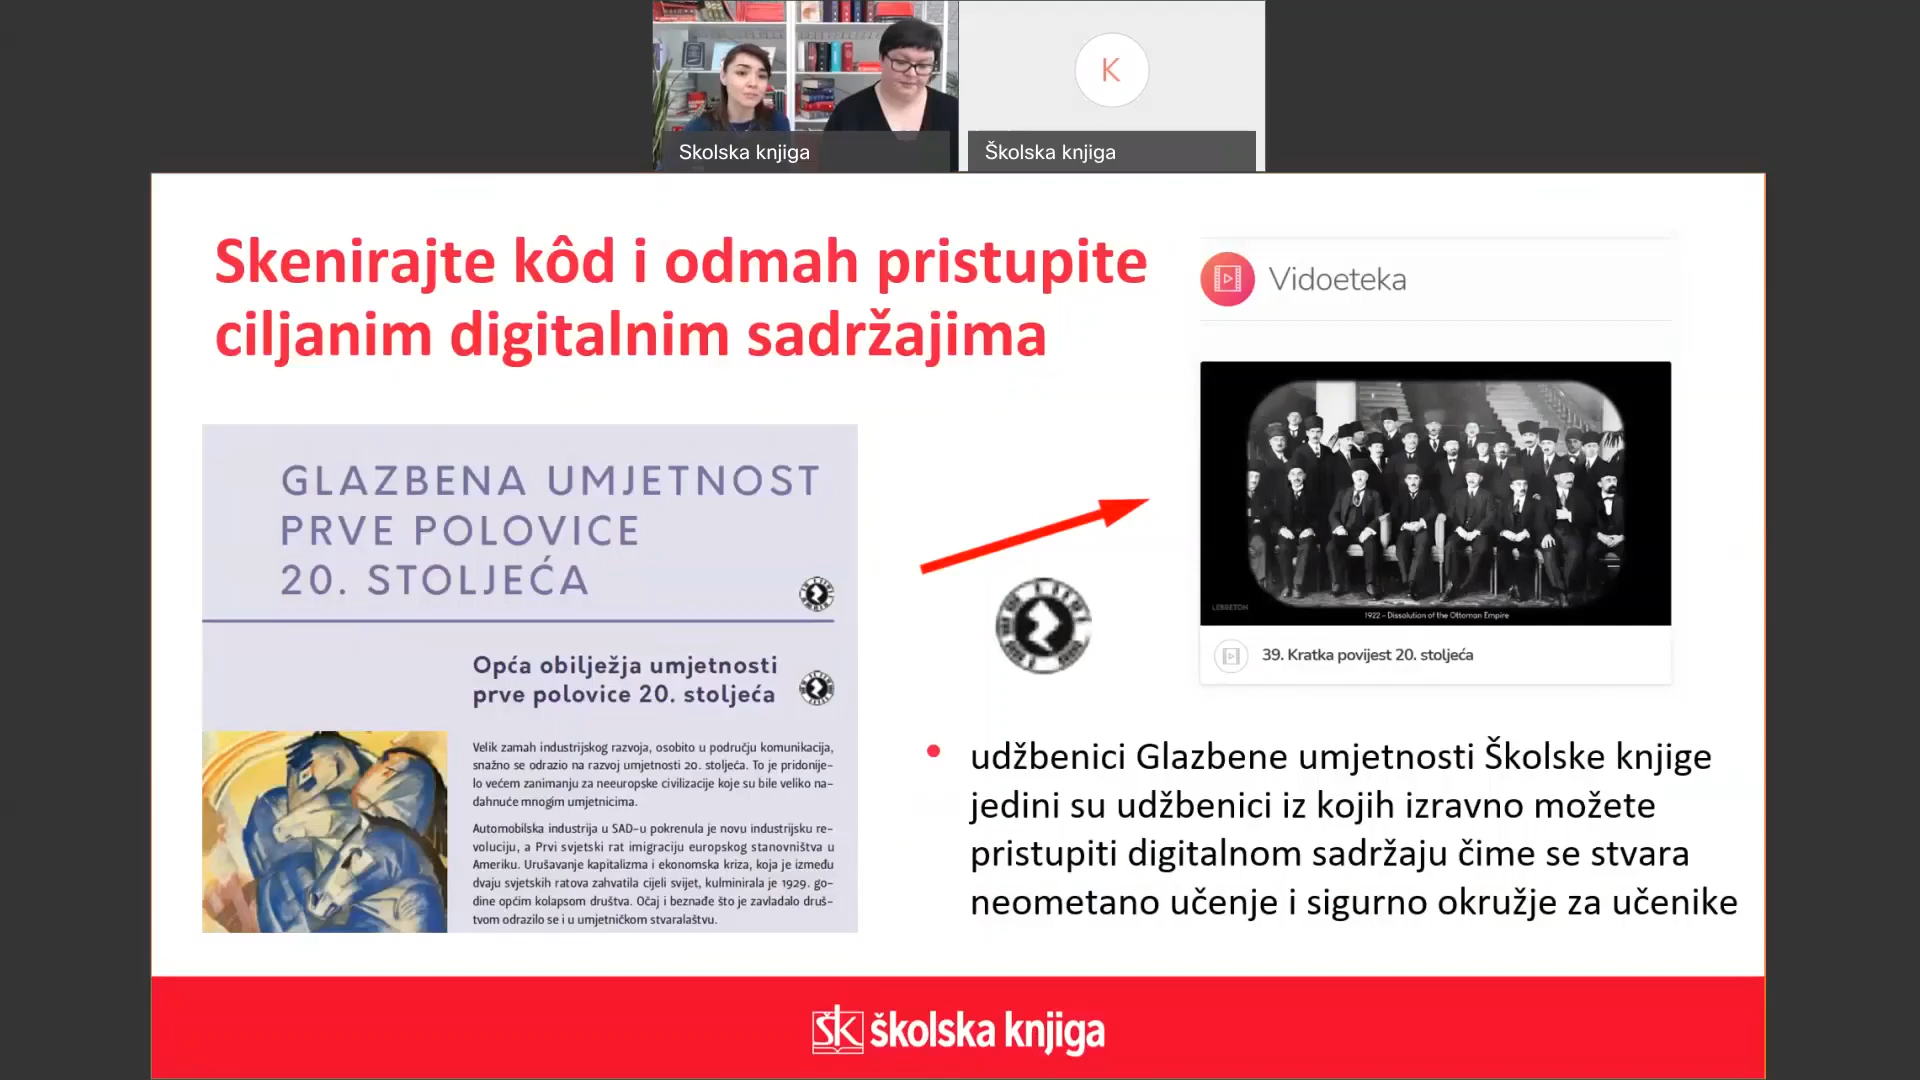 Skolska knjiga
K
Školska knjiga
Skenirajte kôd i odmah pristupite
ciljanim digitalnim sadržajima
Vidoeteka
GLAZBENA UMJETNOST
PRVE POLOVICE
20. STOLJEĆA
Opća obilježja umjetnosti
prve polovice 20. stoljeća
Velik zamah industrijskog razvoja, osobito u području komunikacija,
snažno se odrazio na razvoj umjetnosti 20. stoljeća. To je pridonije-
lo većem zanimanju za neeuropske civilizacije koje su bile veliko na-
dahnuće mnogim umjetnicima.
Automobilska industrija u SAD-u pokrenula je novu industrijsku re-
voluciju, a Prvi svjetski rat imigraciju europskog stanovništva u
Ameriku. Urušavanje kapitalizma i ekonomska kriza, koja je između
dvaju svjetskih ratova zahvatila cijeli svijet, kulminirala je 1929. go-
dine općim kolapsom društva. Očaj i beznađe što je zavladalo druš-
tvom odrazilo se i u umjetničkom stvaralaštvu.
LEBRETON
1922 – Dissolution of the Ottoman Empire
39. Kratka povijest 20. stoljeća
• udžbenici Glazbene umjetnosti Školske knjige
jedini su udžbenici iz kojih izravno možete
pristupiti digitalnom sadržaju čime se stvara
neometano učenje i sigurno okružje za učenike
ŠK školska knjiga